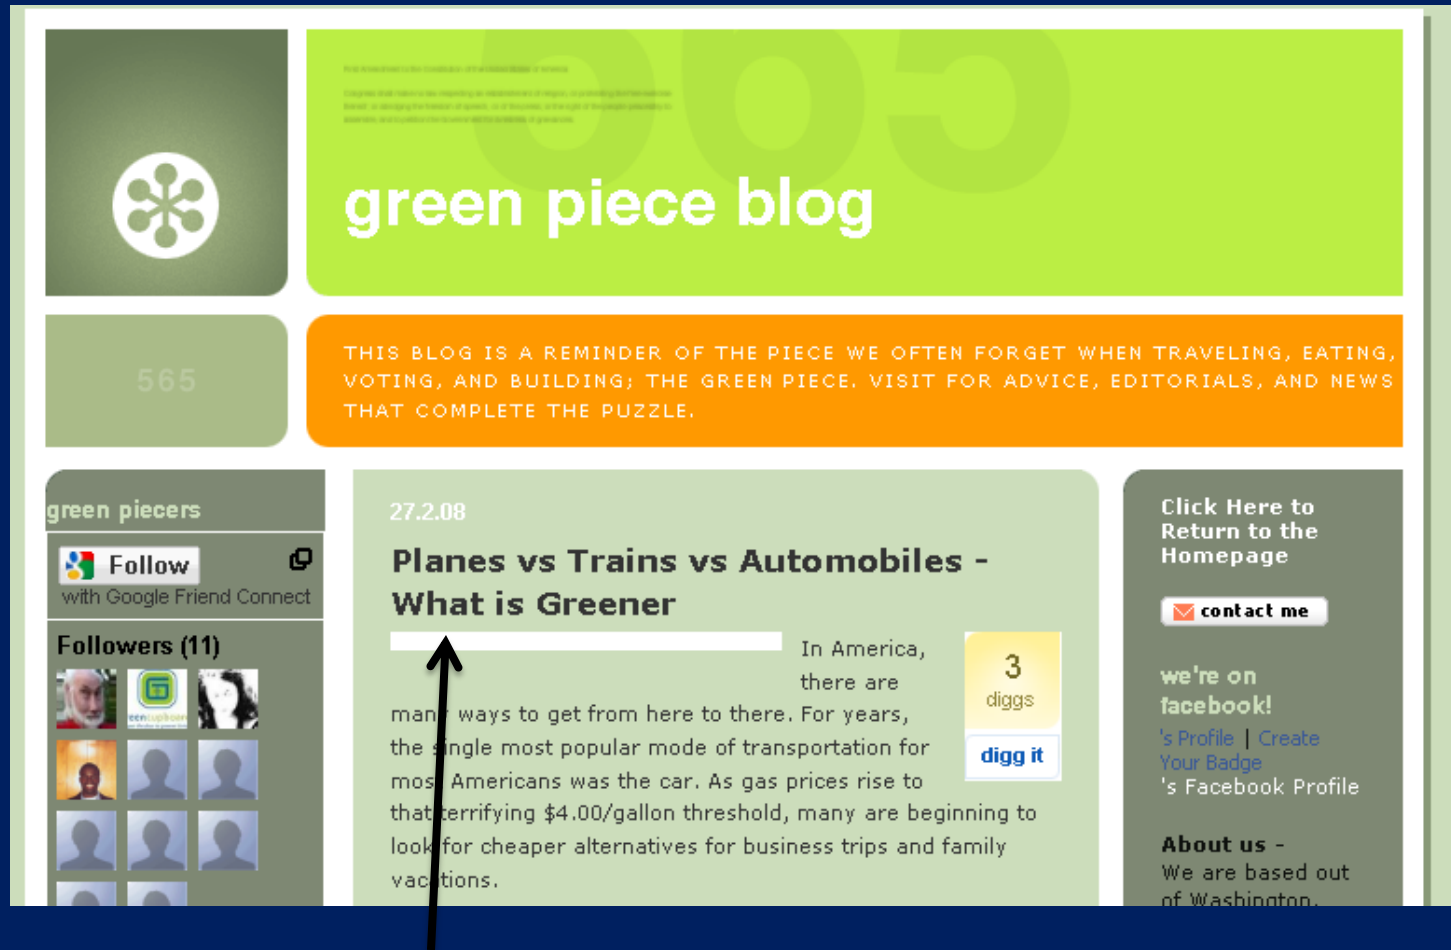 565
green piece blog
565
THIS BLOG IS A REMINDER OF THE PIECE WE OFTEN FORGET WHEN TRAVELING, EATING,
VOTING, AND BUILDING; THE GREEN PIECE. VISIT FOR ADVICE, EDITORIALS, AND NEWS
THAT COMPLETE THE PUZZLE.
green piecers
Follow
with Google Friend Connect
Followers (11)
27.2.08
Planes vs Trains vs Automobiles -
What is Greener
In America,
there are
many ways to get from here to there. For years,
the single most popular mode of transportation for
most Americans was the car. As gas prices rise to
that terrifying $4.00/gallon threshold, many are beginning to
look for cheaper alternatives for business trips and family
vacations.
3
diggs
digg it
Click Here to
Return to the
Homepage
contact me
we're on
facebook!
's Profile | Create
Your Badge
's Facebook Profile
About us -
We are based out
of Washington,